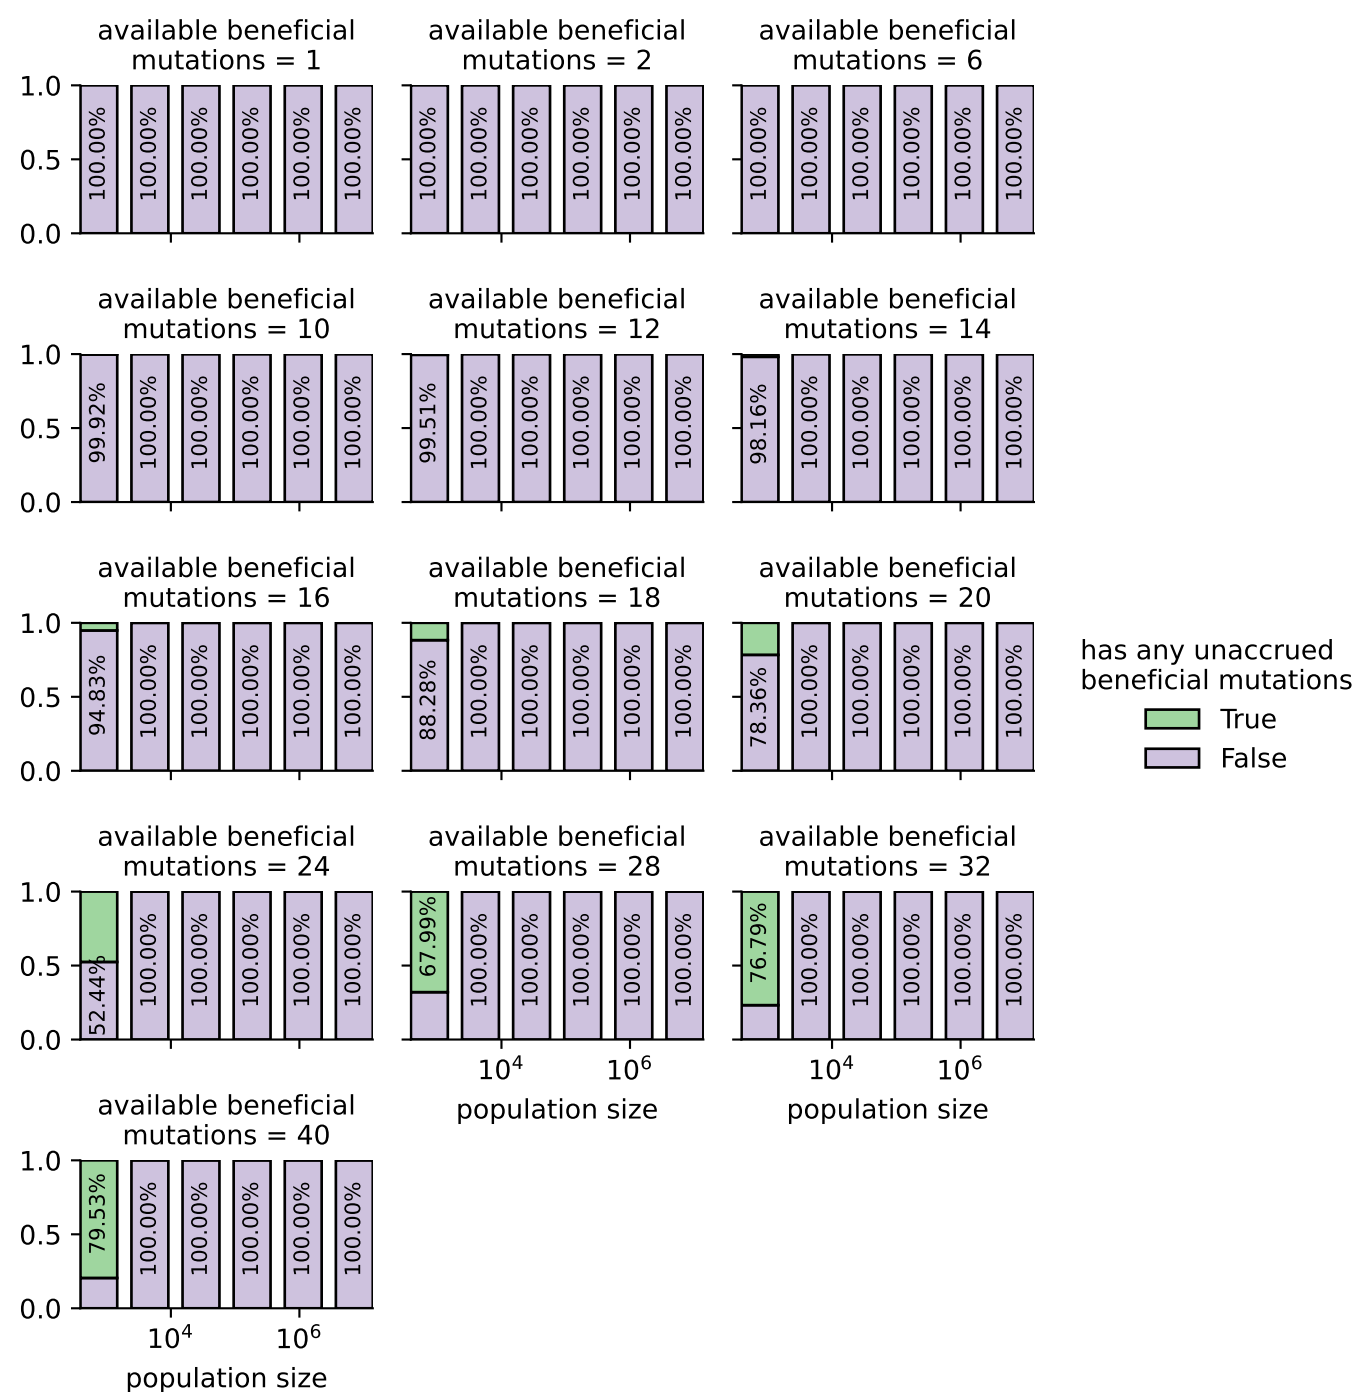 available beneficial
mutations = 1
available beneficial
mutations = 2
available beneficial
mutations = 6
1.0
0.5
0.0
100.00% 100.00% 100.00% 100.00% 100.00% 100.00%
100.00% 100.00% 100.00% 100.00% 100.00% 100.00%
100.00% 100.00% 100.00% 100.00% 100.00% 100.00%
available beneficial
mutations = 10
available beneficial
mutations = 12
available beneficial
mutations = 14
1.0
0.5
0.0
99.92% 100.00% 100.00% 100.00% 100.00% 100.00%
99.51% 100.00% 100.00% 100.00% 100.00% 100.00%
98.16% 100.00% 100.00% 100.00% 100.00% 100.00%
available beneficial
mutations = 16
available beneficial
mutations = 18
available beneficial
mutations = 20
1.0
0.5
0.0
94.83% 100.00% 100.00% 100.00% 100.00% 100.00%
88.28% 100.00% 100.00% 100.00% 100.00% 100.00%
78.36% 100.00% 100.00% 100.00% 100.00% 100.00%
has any unaccrued
beneficial mutations
True
False
available beneficial
mutations = 24
available beneficial
mutations = 28
available beneficial
mutations = 32
1.0
0.5
0.0
52.44% 100.00% 100.00% 100.00% 100.00% 100.00%
67.99% 100.00% 100.00% 100.00% 100.00% 100.00%
76.79% 100.00% 100.00% 100.00% 100.00% 100.00%
10⁴ 10⁶
population size
10⁴ 10⁶
population size
available beneficial
mutations = 40
1.0
0.5
0.0
79.53% 100.00% 100.00% 100.00% 100.00% 100.00%
10⁴ 10⁶
population size